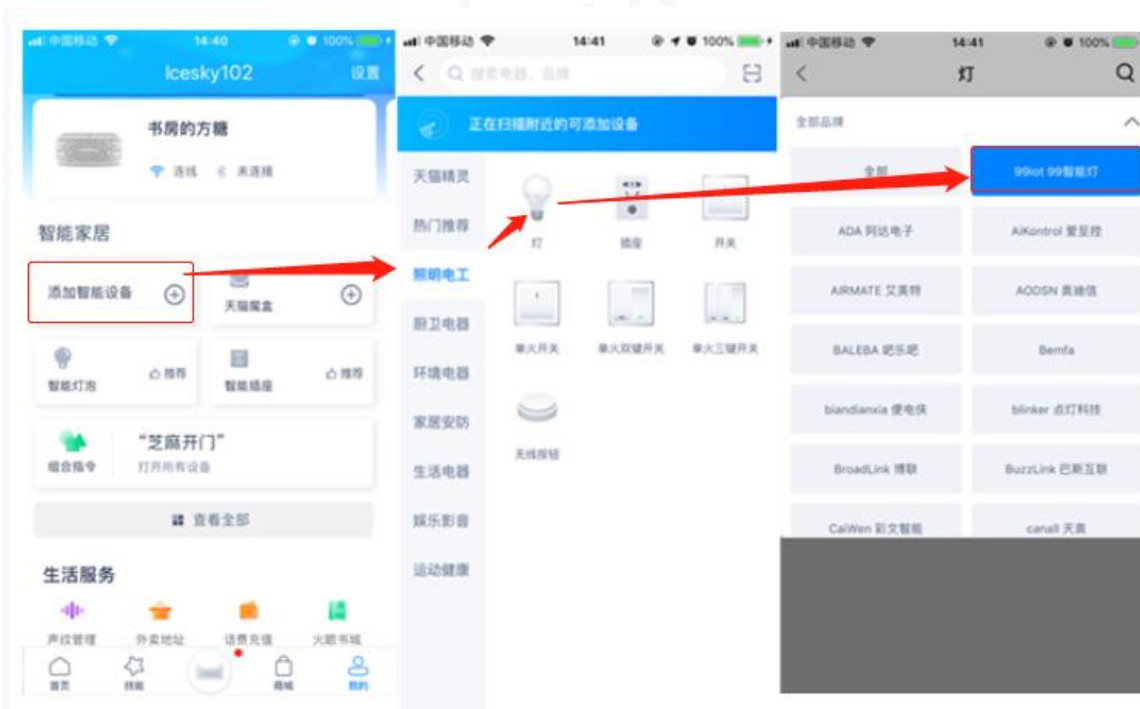 中国移动 14:40 100%
Icesky102 设置
书房的方糖
连线 未连接
智能家居
添加智能设备
天猫魔盒
智能灯泡 推荐
智能插座 推荐
组合指令
“芝麻开门”
打开所有设备
查看全部
生活服务
声纹管理 外卖地址 话费充值 火眼书城
首页 技能 商城 我的
中国移动 14:41 100%
搜索电器、品牌
正在扫描附近的可添加设备
天猫精灵
热门推荐
照明电工
厨卫电器
环境电器
家居安防
生活电器
娱乐影音
运动健康
灯 插座 开关
单火开关 单火双键开关 单火三键开关
无线按钮
中国移动 14:41 100%
灯
全部品牌
全部 99iot 99智能灯
ADA 阿达电子 AiKontrol 爱呈控
AIRMATE 艾美特 AODSN 奥迪信
BALEBA 吧乐吧 Bemfa
biandianxia 便电侠 blinker 点灯科技
BroadLink 博联 BuzzLink 巴斯互联
CaiWen 彩文智能 canall 天奥